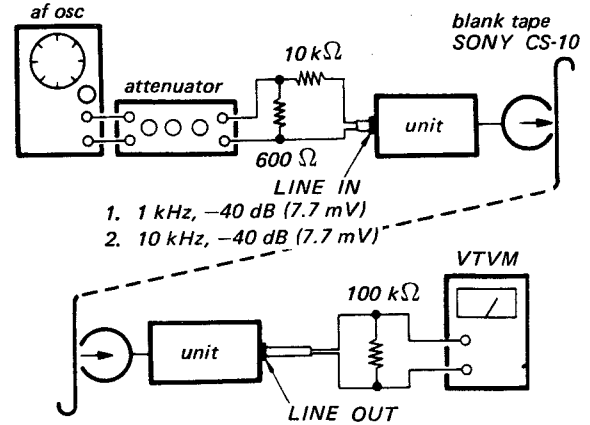 af osc
blank tape
SONY CS-10
attenuator
10 kΩ
unit
600 Ω
LINE IN
1. 1 kHz, −40 dB (7.7 mV)
2. 10 kHz, −40 dB (7.7 mV)
VTVM
100 kΩ
unit
LINE OUT